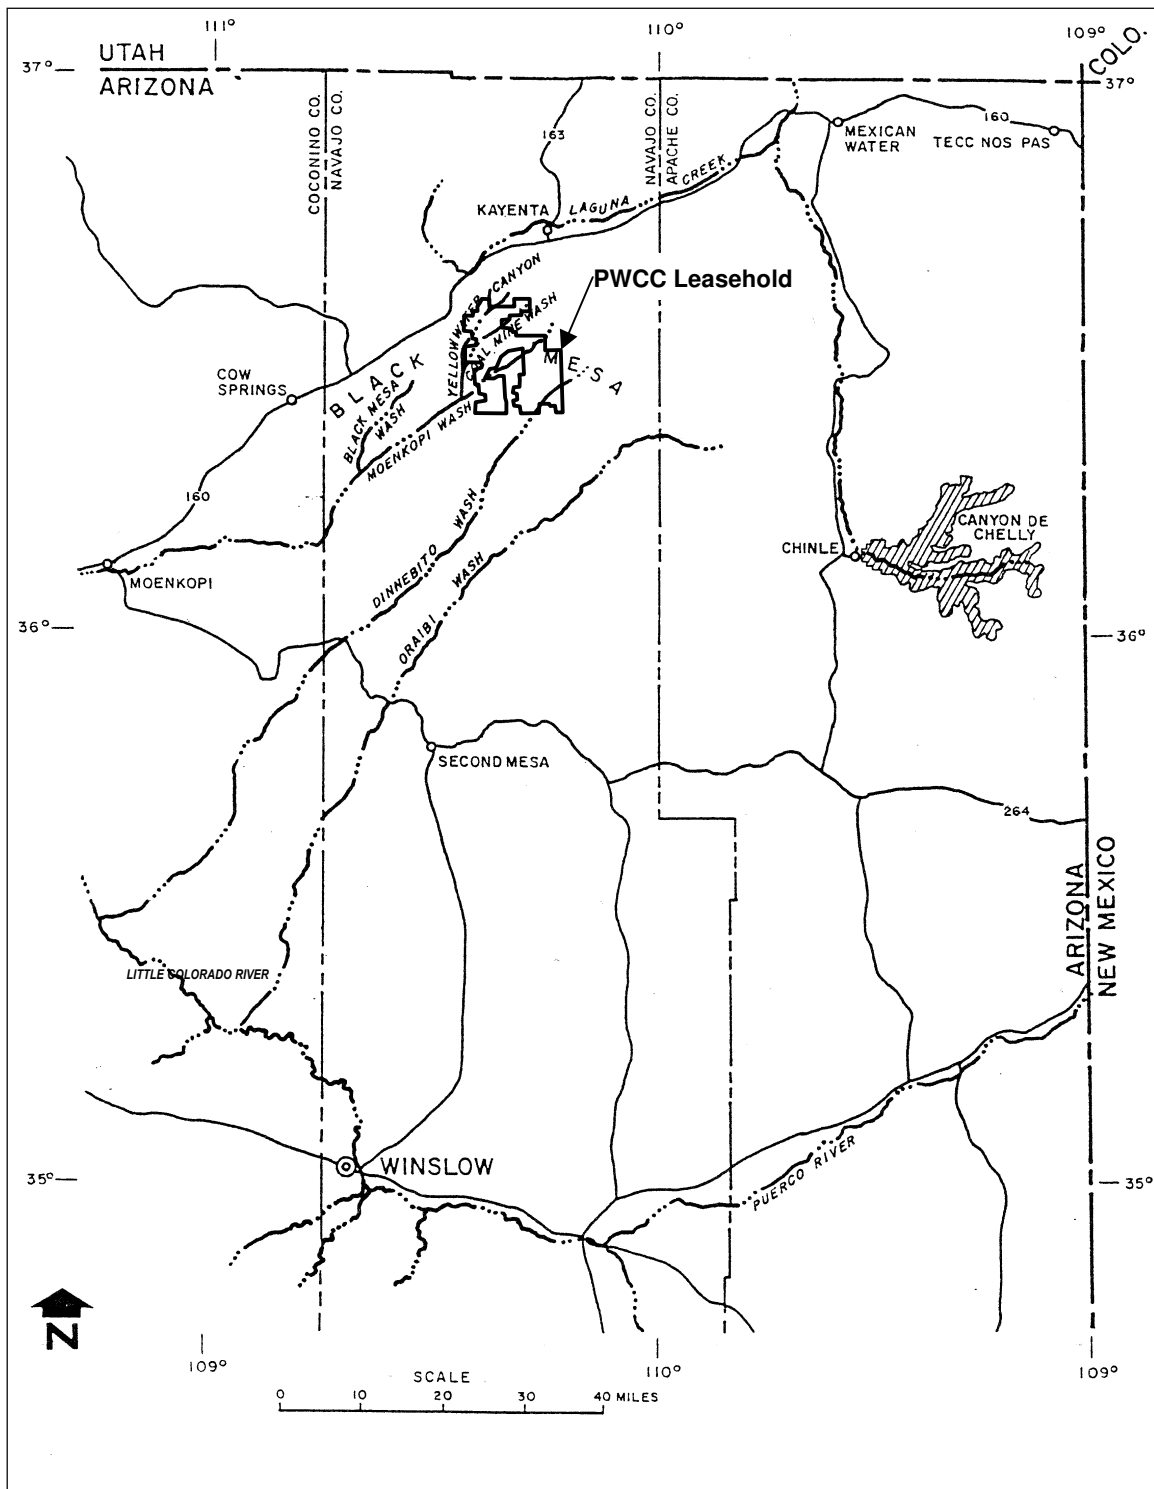 111°
110°
109°
COLO.
UTAH
37°
37°
ARIZONA
COCONINO CO.
NAVAJO CO.
163
NAVAJO CO.
APACHE CO.
160
MEXICAN
WATER
TECC NOS PAS
LAGUNA CREEK
KAYENTA
YELLOW WATER CANYON
PWCC Leasehold
COAL MINE WASH
BLACK MESA
COW
SPRINGS
BLACK MESA
WASH
MOENKOPI WASH
160
DINNEBITO WASH
ORAIBI WASH
CANYON DE
CHELLY
CHINLE
MOENKOPI
36°
36°
SECOND MESA
264
ARIZONA
NEW MEXICO
LITTLE COLORADO RIVER
WINSLOW
PUERCO RIVER
35°
35°
N
109°
110°
109°
SCALE
0 10 20 30 40 MILES